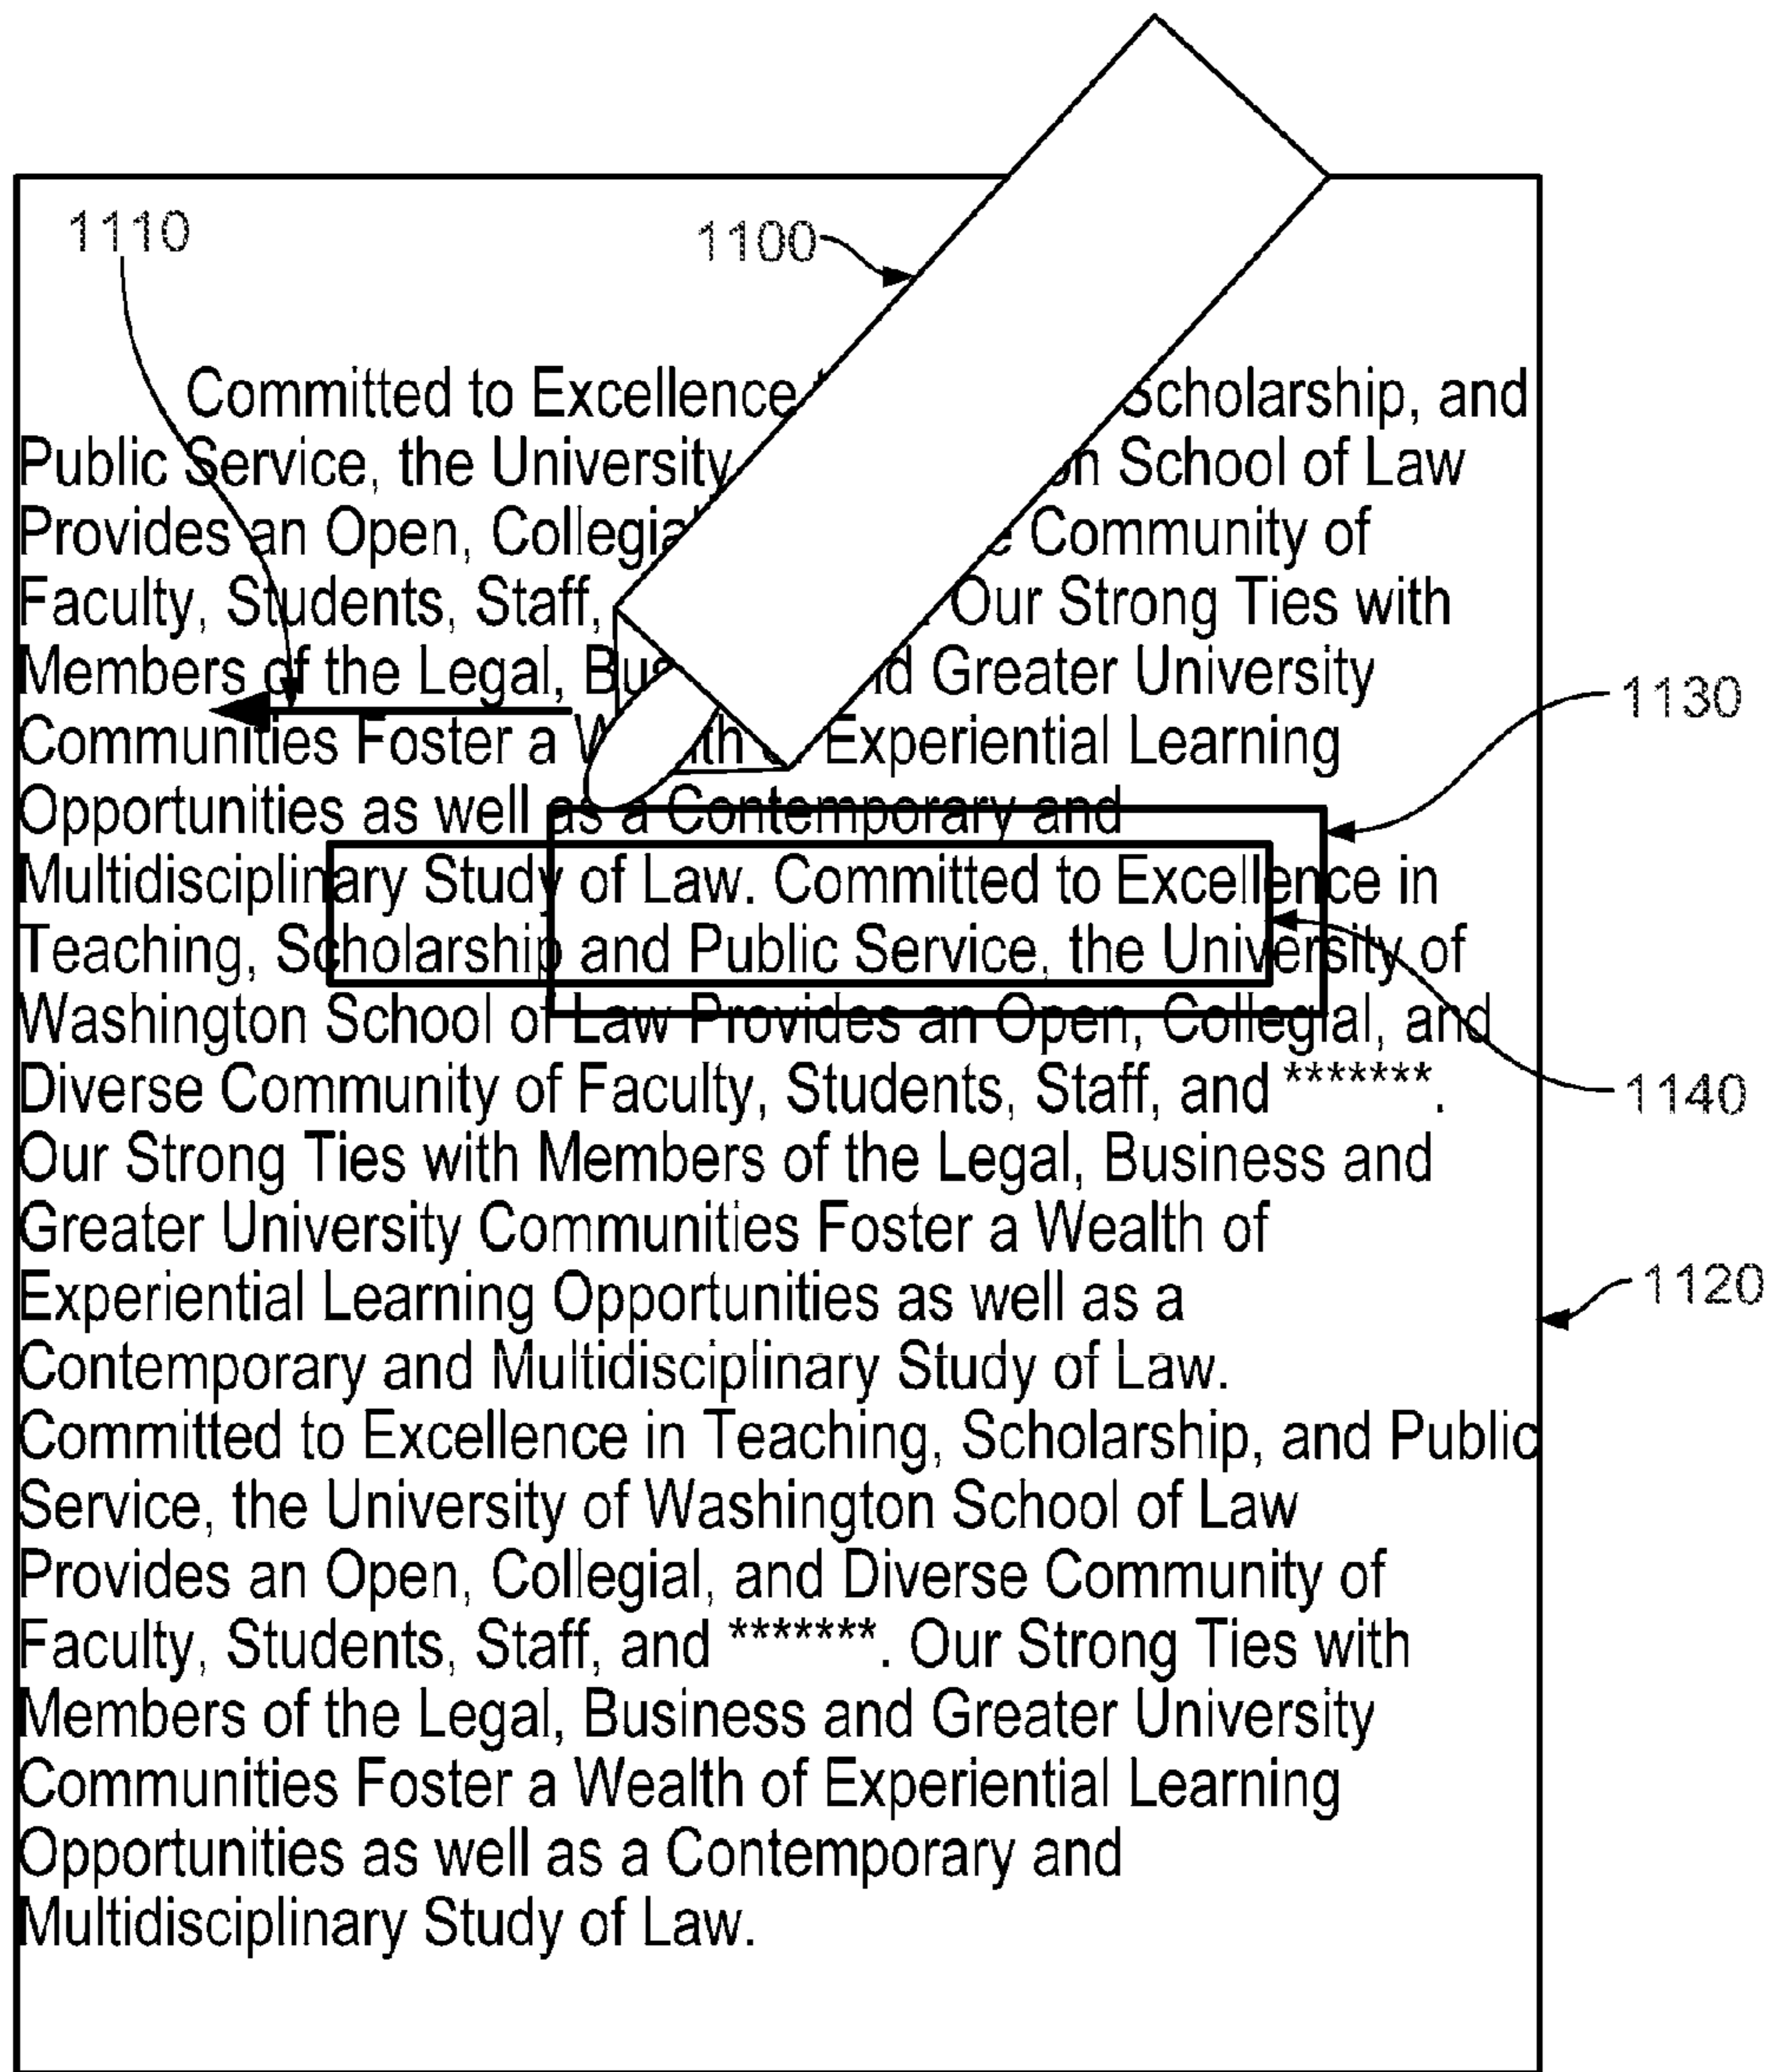 1110
1100
Committed to Excellence Scholarship, and
Public Service, the University School of Law
Provides an Open, Community of
Faculty, Students, Staff, Our Strong Ties with
Members of the Legal, Greater University
1130
Communities Foster a Experiential Learning
Opportunities as well as a Contemporary and
Multidisciplinary Study of Law. Committed to Excellence in
Teaching, Scholarship and Public Service, the University of
Washington School of Law Provides an Open, Collegial, and
Diverse Community of Faculty, Students, Staff, and *******.
1140
Our Strong Ties with Members of the Legal, Business and
Greater University Communities Foster a Wealth of
Experiential Learning Opportunities as well as a
1120
Contemporary and Multidisciplinary Study of Law.
Committed to Excellence in Teaching, Scholarship, and Public
Service, the University of Washington School of Law
Provides an Open, Collegial, and Diverse Community of
Faculty, Students, Staff, and *******. Our Strong Ties with
Members of the Legal, Business and Greater University
Communities Foster a Wealth of Experiential Learning
Opportunities as well as a Contemporary and
Multidisciplinary Study of Law.